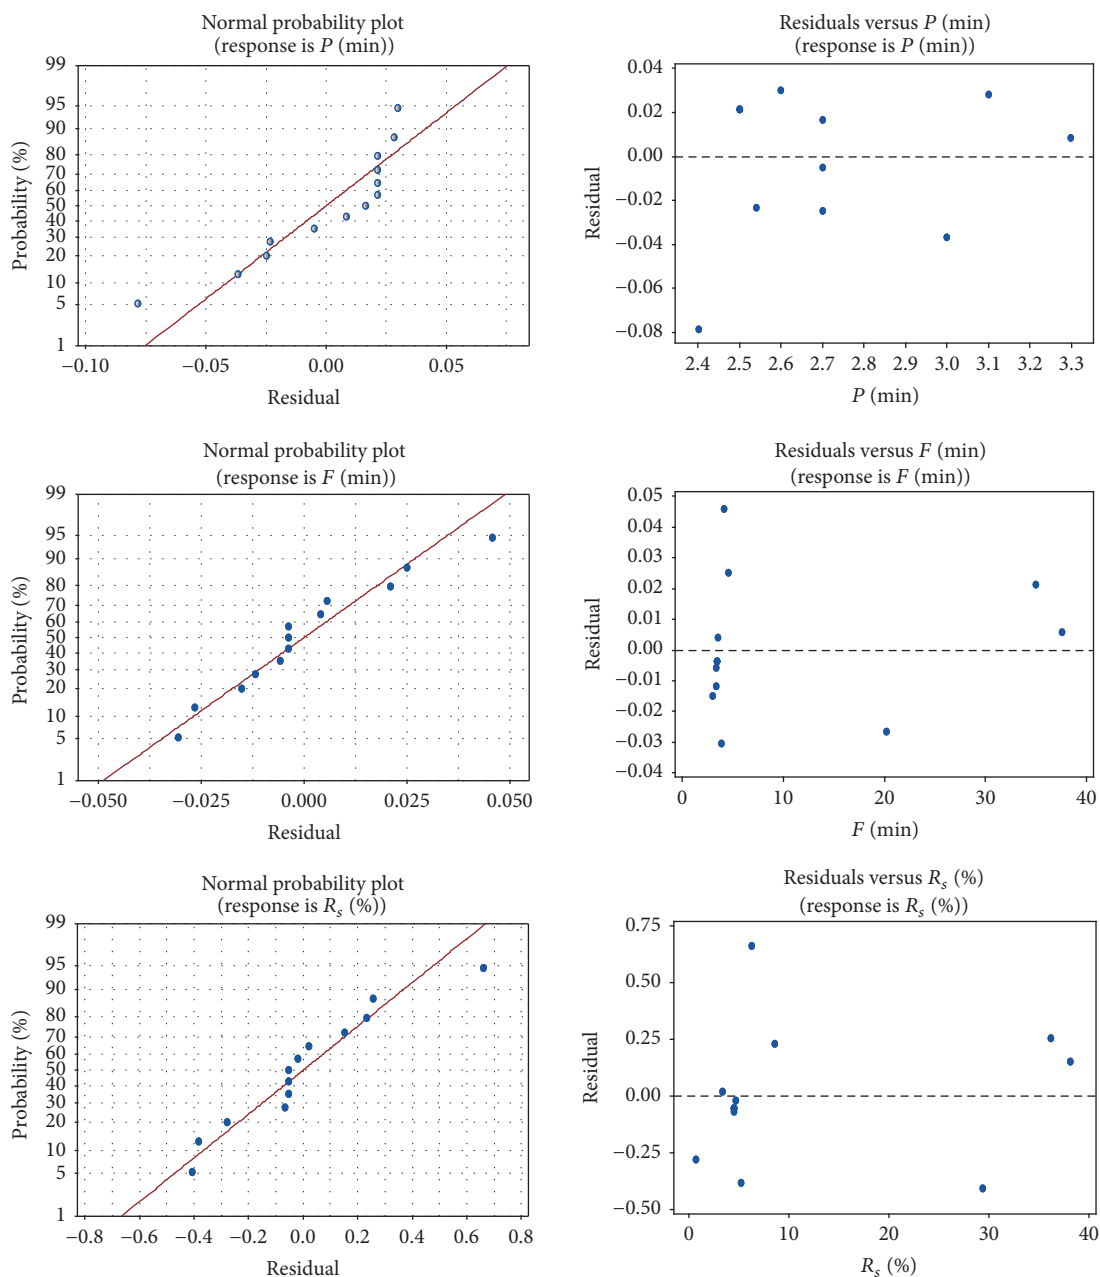 Normal probability plot
(response is P (min))
99
95
90
80
70
60
50
40
30
20
10
5
1
Probability (%)
−0.10 −0.05 0.00 0.05
Residual
Residuals versus P (min)
(response is P (min))
0.04
0.02
0.00
−0.02
−0.04
−0.06
−0.08
Residual
2.4 2.5 2.6 2.7 2.8 2.9 3.0 3.1 3.2 3.3
P (min)
Normal probability plot
(response is F (min))
99
95
90
80
70
60
50
40
30
20
10
5
1
Probability (%)
−0.050 −0.025 0.000 0.025 0.050
Residual
Residuals versus F (min)
(response is F (min))
0.05
0.04
0.03
0.02
0.01
0.00
−0.01
−0.02
−0.03
−0.04
Residual
0 10 20 30 40
F (min)
Normal probability plot
(response is Rs (%))
99
95
90
80
70
60
50
40
30
20
10
5
1
Probability (%)
−0.8 −0.6 −0.4 −0.2 0.0 0.2 0.4 0.6 0.8
Residual
Residuals versus Rs (%)
(response is Rs (%))
0.75
0.50
0.25
0.00
−0.25
−0.50
Residual
0 10 20 30 40
Rs (%)